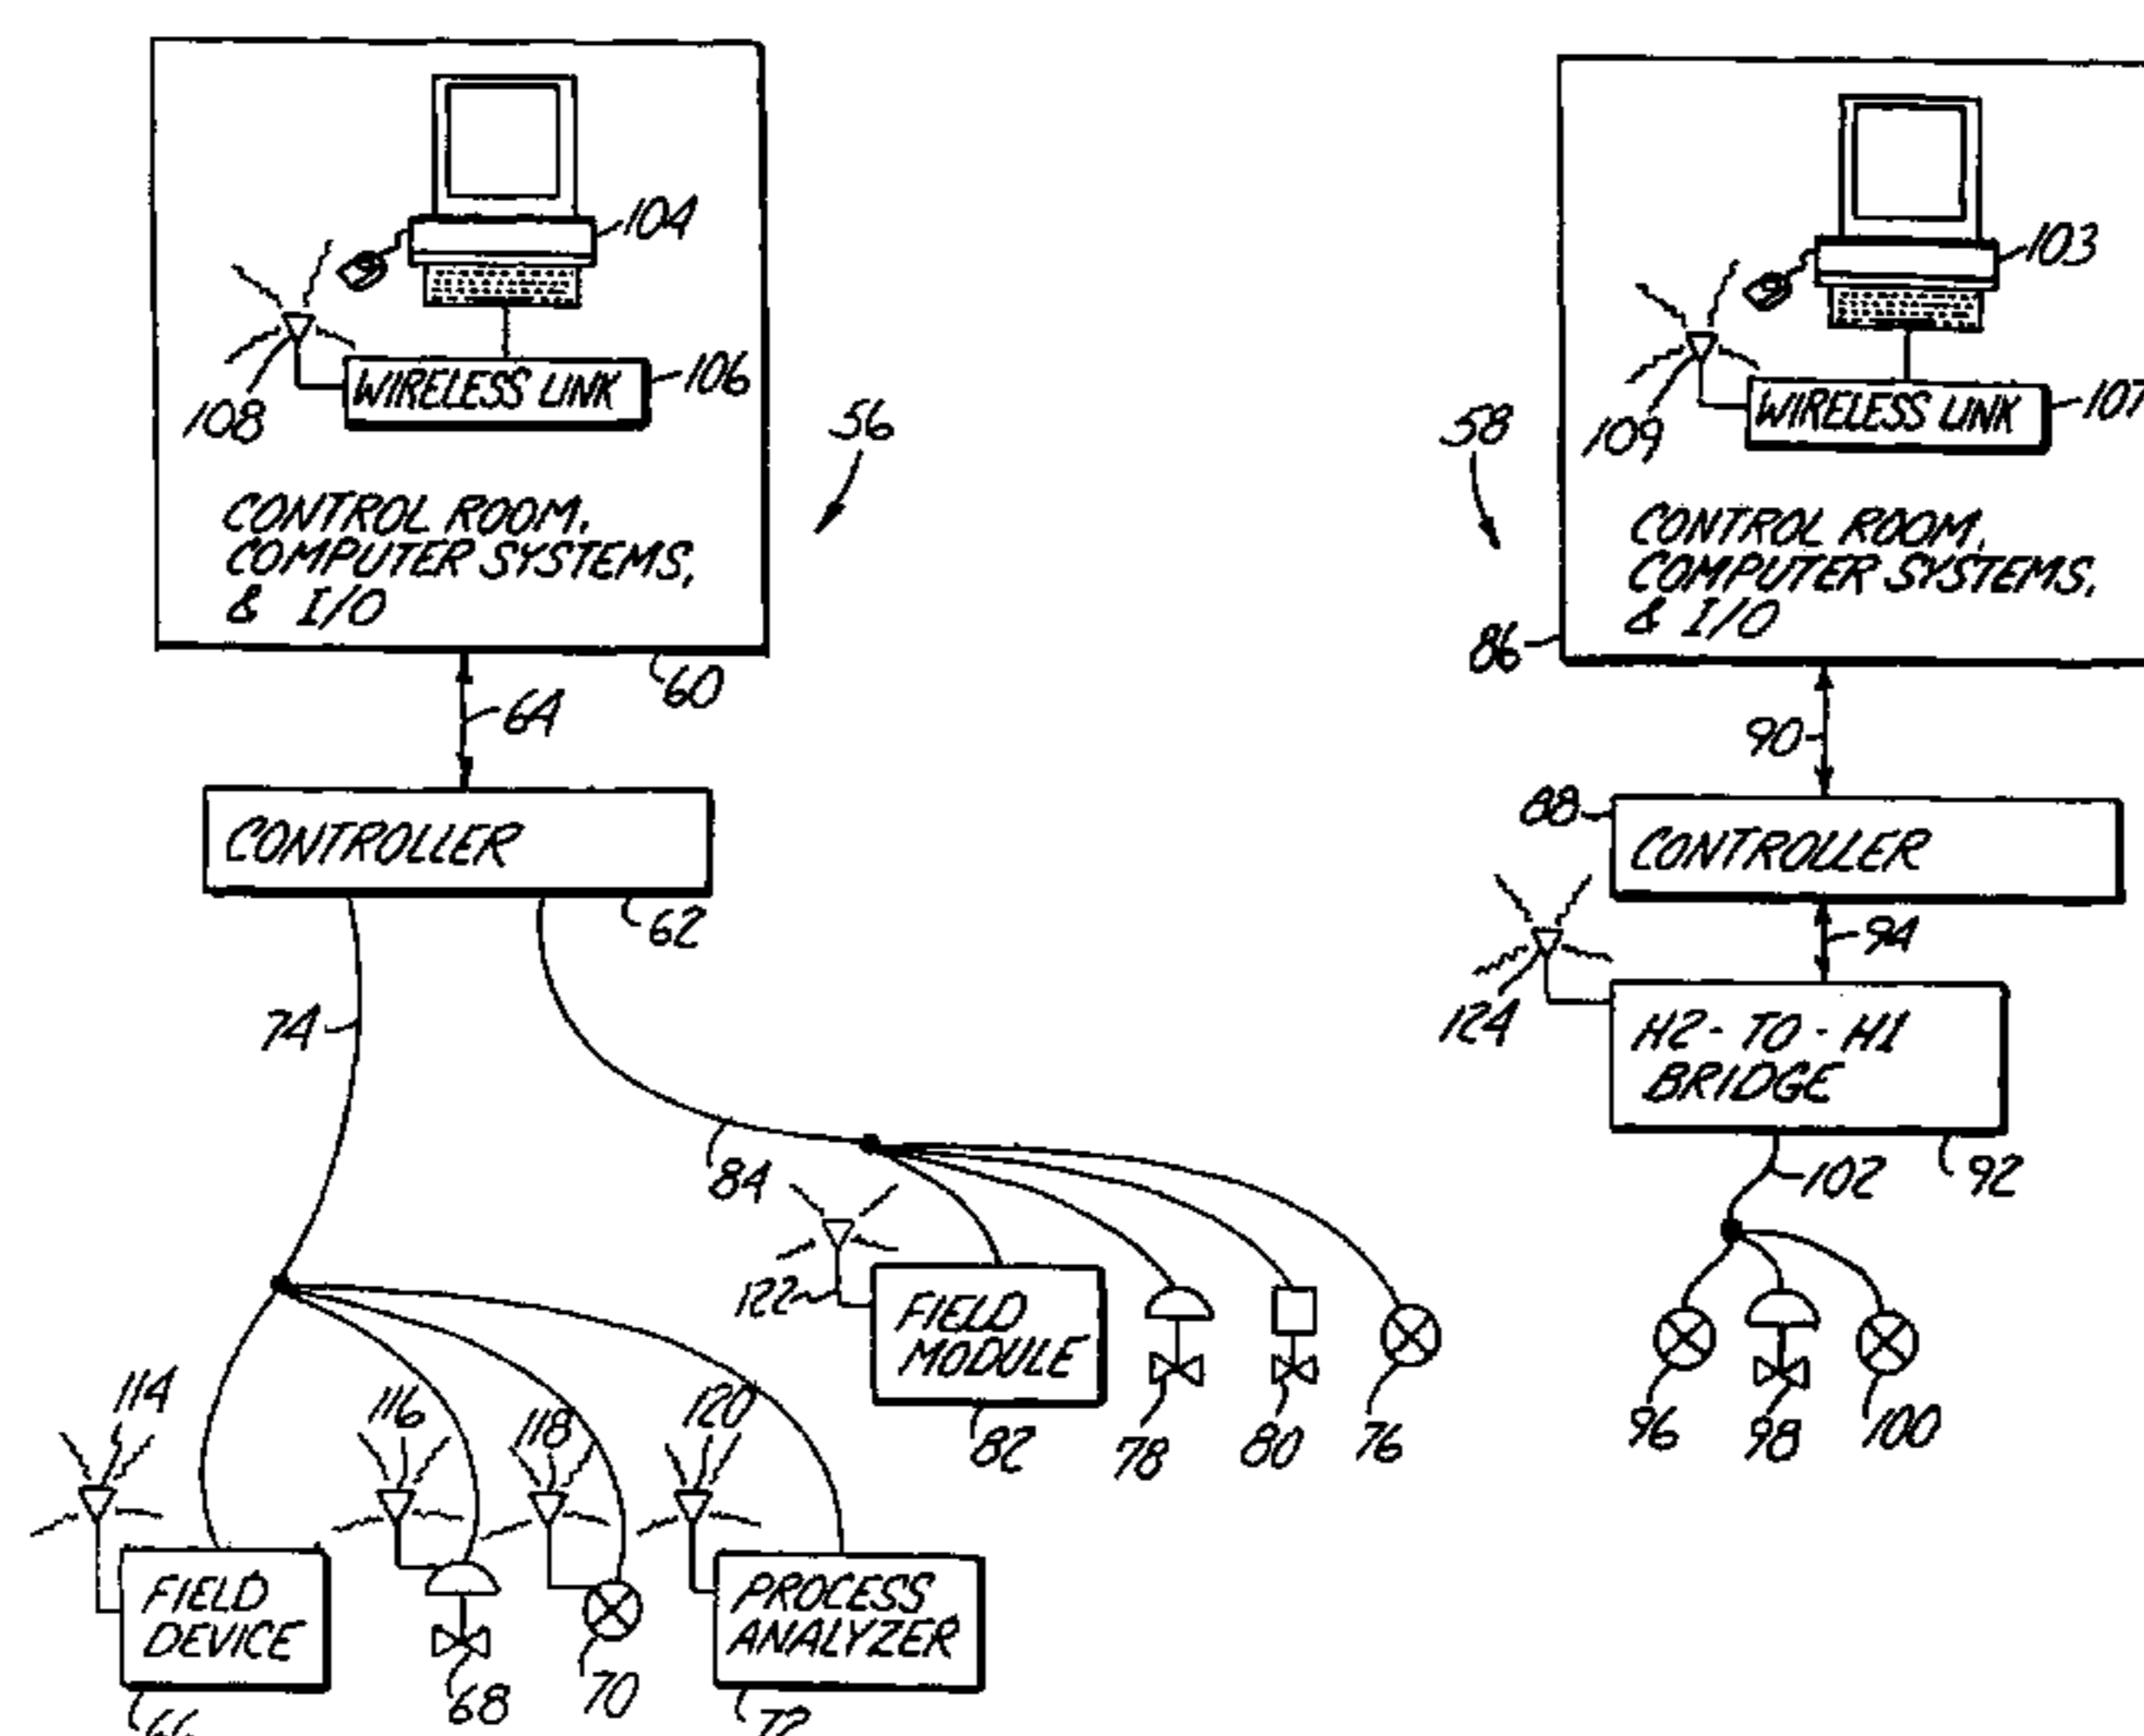 104
106
WIRELESS LINK
108
56
CONTROL ROOM,
COMPUTER SYSTEMS,
& I/O
60
64
CONTROLLER
62
74
84
122
FIELD
MODULE
82
78
80
76
114
116
118
120
FIELD
DEVICE
66
68
70
PROCESS
ANALYZER
72
103
107
WIRELESS LINK
109
58
CONTROL ROOM,
COMPUTER SYSTEMS,
& I/O
86
90
88
CONTROLLER
94
124
H2-TO-H1
BRIDGE
102
92
96
98
100